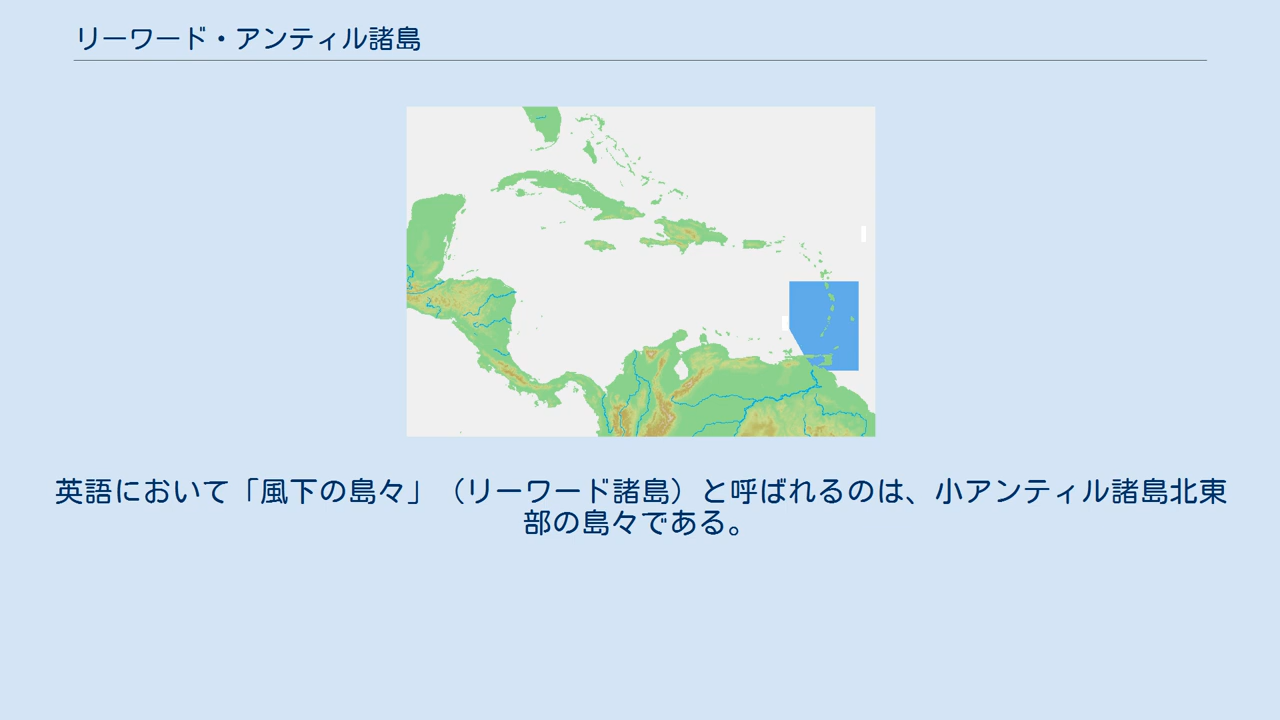 リーワード・アンティル諸島
英語において「風下の島々」（リーワード諸島）と呼ばれるのは、小アンティル諸島北東
部の島々である。